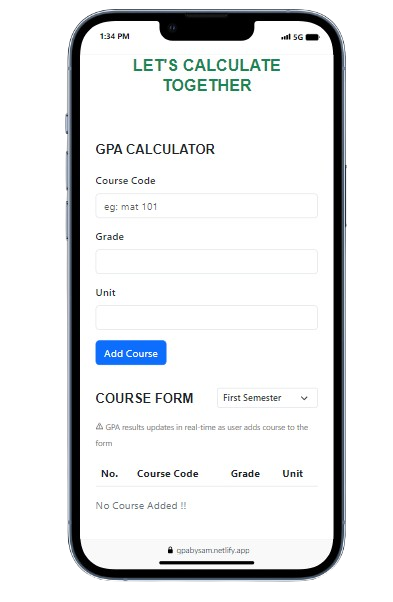 1:34 PM
5G
LET'S CALCULATE
TOGETHER
GPA CALCULATOR
Course Code
eg: mat 101
Grade
Unit
Add Course
COURSE FORM
First Semester
⚠ GPA results updates in real-time as user adds course to the
form
No. Course Code Grade Unit
No Course Added !!
gpabysam.netlify.app